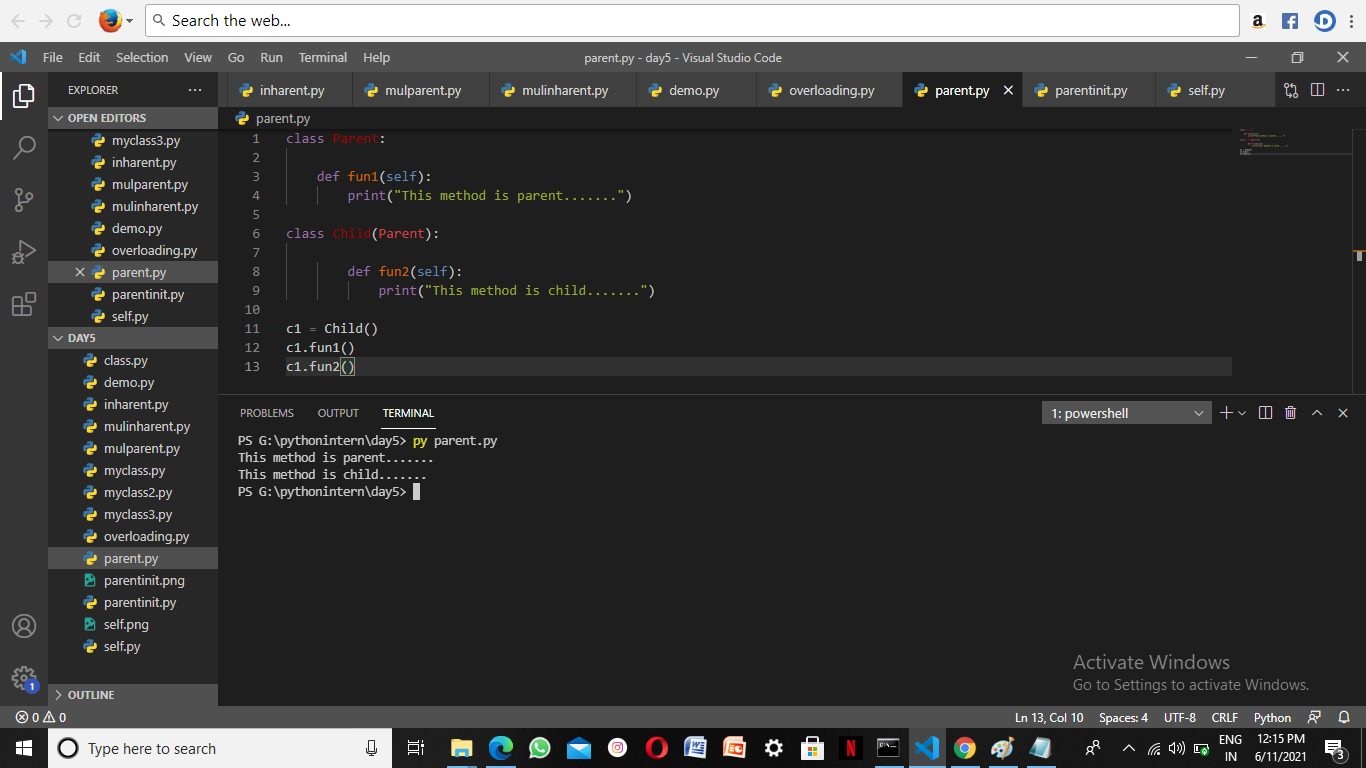 Search the web...
a
File Edit Selection View Go Run Terminal Help
parent.py - day5 - Visual Studio Code
EXPLORER
inharent.py mulparent.py mulinharent.py demo.py overloading.py parent.py parentinit.py self.py
OPEN EDITORS
myclass3.py
inharent.py
mulparent.py
mulinharent.py
demo.py
overloading.py
parent.py
parentinit.py
self.py
DAY5
class.py
demo.py
inharent.py
mulinharent.py
mulparent.py
myclass.py
myclass2.py
myclass3.py
overloading.py
parent.py
parentinit.png
parentinit.py
self.png
self.py
OUTLINE
1
parent.py
1 class Parent:
2
3 def fun1(self):
4 print("This method is parent.......")
5
6 class Child(Parent):
7
8 def fun2(self):
9 print("This method is child.......")
10
11 c1 = Child()
12 c1.fun1()
13 c1.fun2()
PROBLEMS OUTPUT TERMINAL
1: powershell
PS G:\pythonintern\day5> py parent.py
This method is parent.......
This method is child.......
PS G:\pythonintern\day5>
Activate Windows
Go to Settings to activate Windows.
0 0
Ln 13, Col 10 Spaces: 4 UTF-8 CRLF Python
Type here to search
ENG
IN
12:15 PM
6/11/2021
3